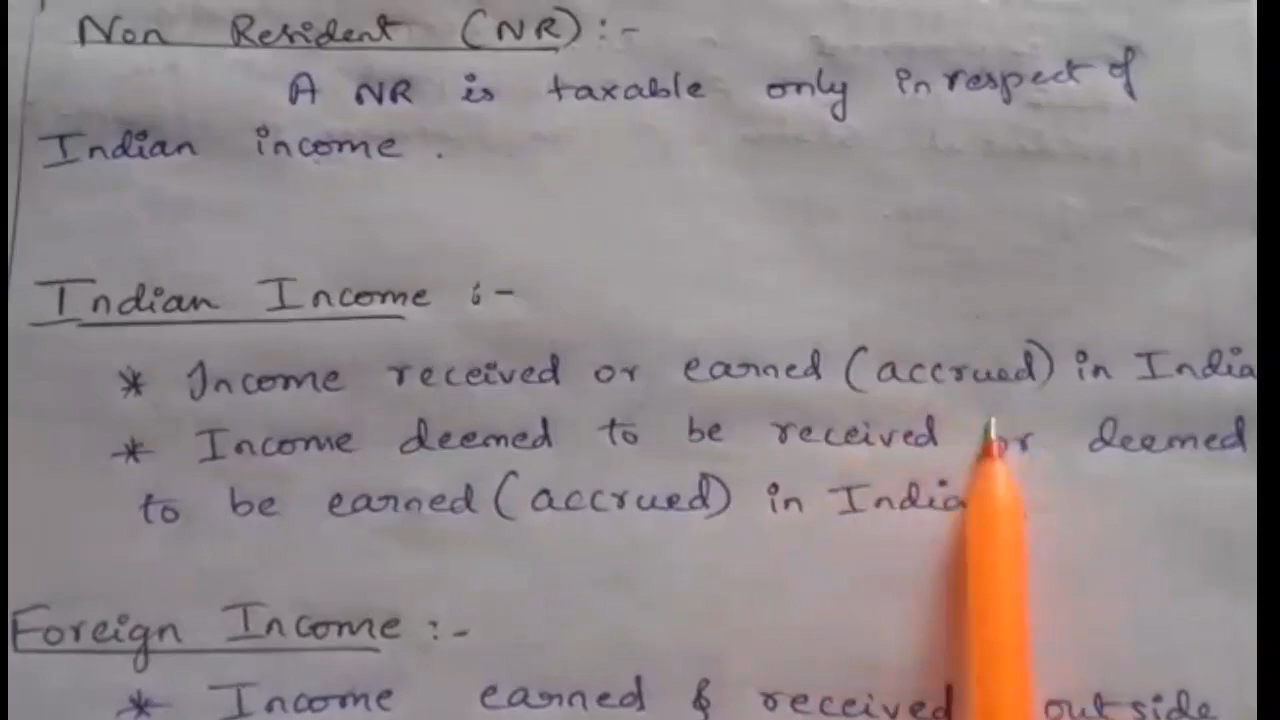 Non Resident (NR) :-
A NR is taxable only in respect of
Indian income .
Indian Income :-
* Income received or earned (accrued) in India
* Income deemed to be received or deemed
to be earned (accrued) in India
Foreign Income :-
* Income earned & received outside